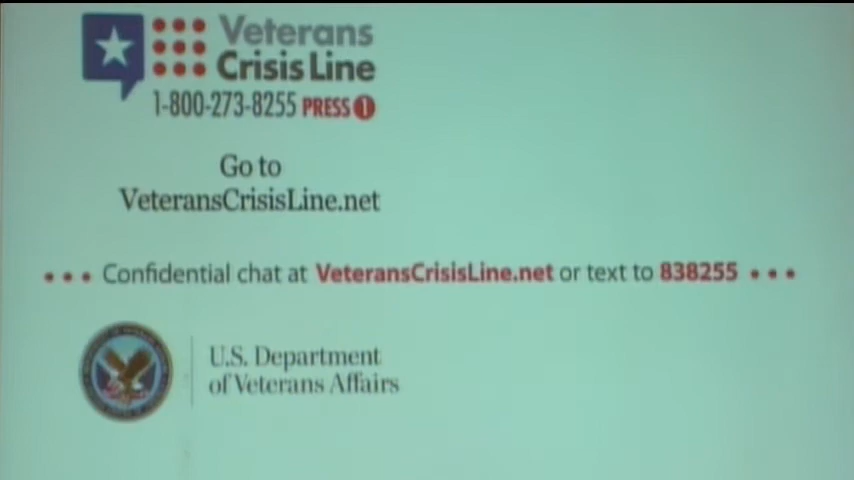 Veterans
Crisis Line
1-800-273-8255 PRESS 1
Go to
VeteransCrisisLine.net
••• Confidential chat at VeteransCrisisLine.net or text to 838255 •••
U.S. Department
of Veterans Affairs